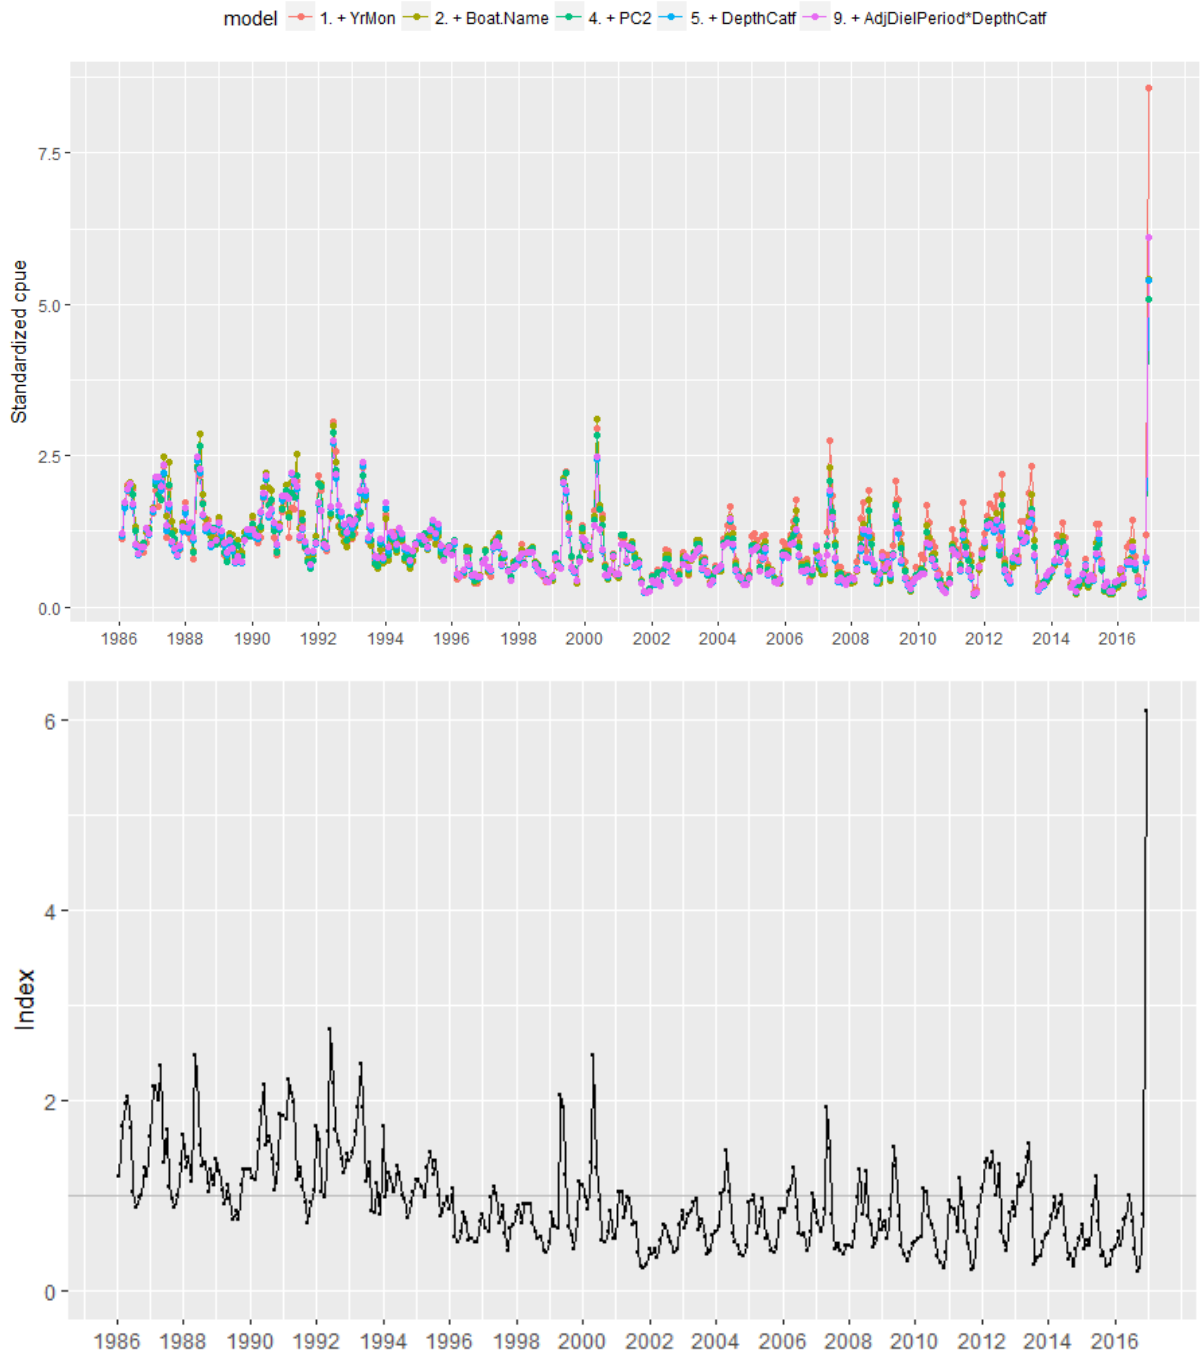 model 1. + YrMon 2. + Boat.Name 4. + PC2 5. + DepthCatf 9. + AdjDielPeriod*DepthCatf
7.5
5.0
2.5
0.0
Standardized cpue
1986 1988 1990 1992 1994 1996 1998 2000 2002 2004 2006 2008 2010 2012 2014 2016
6
4
2
0
Index
1986 1988 1990 1992 1994 1996 1998 2000 2002 2004 2006 2008 2010 2012 2014 2016